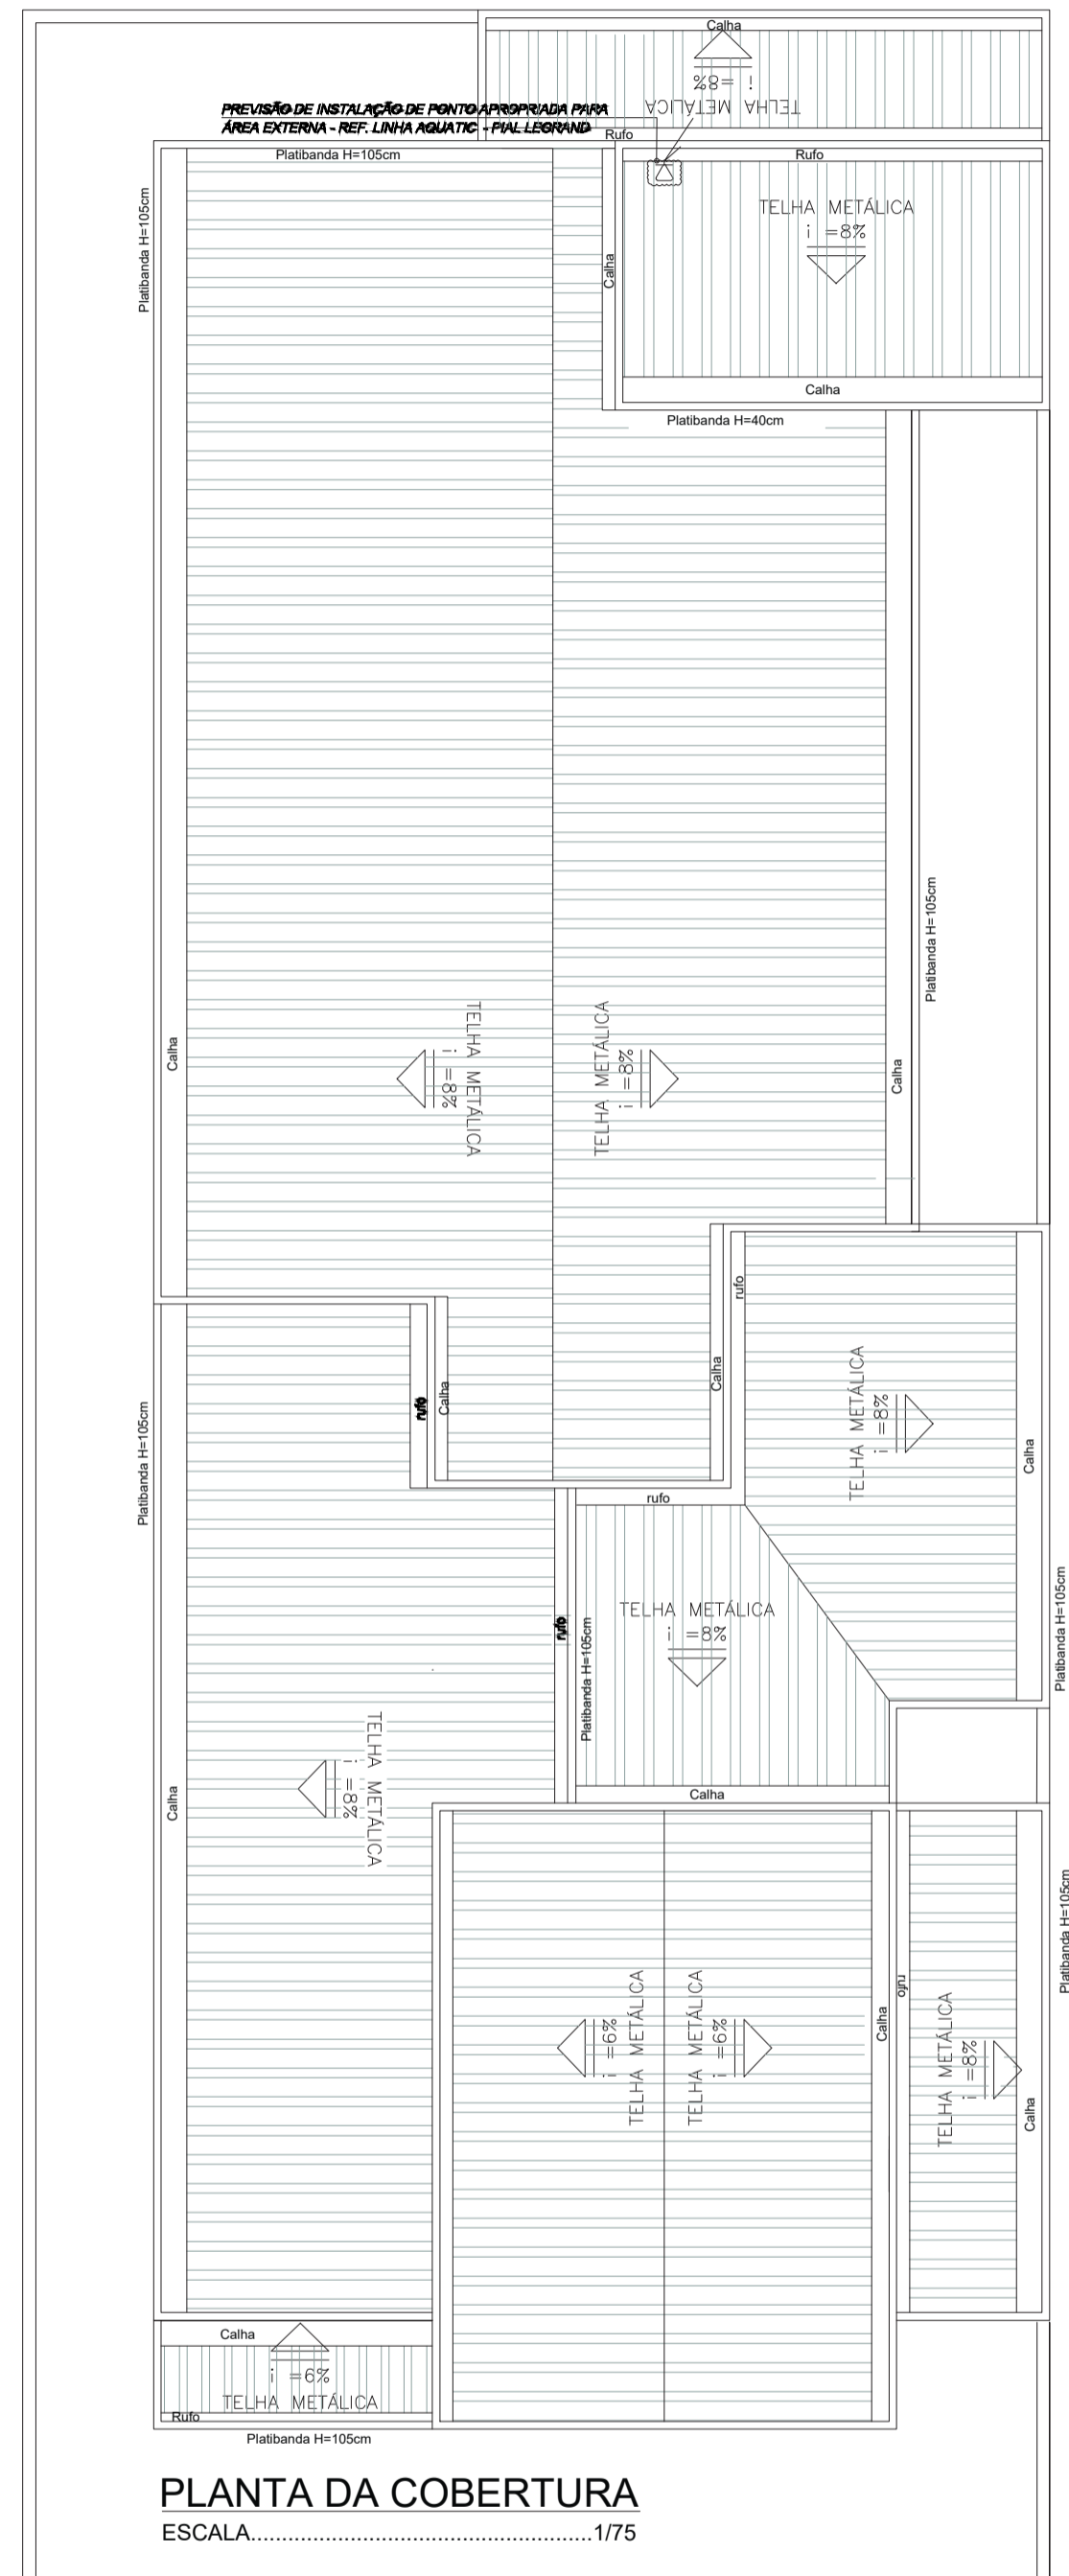 Calha
i =8%
TELHA METÁLICA
PREVISÃO DE INSTALAÇÃO DE PONTO APROPRIADA PARA
ÁREA EXTERNA - REF. LINHA AQUATIC - PIAL LEGRAND
Rufo
Platibanda H=105cm
Rufo
Platibanda H=105cm
TELHA METÁLICA
i =8%
Calha
Calha
Platibanda H=40cm
Platibanda H=105cm
TELHA METÁLICA
i =8%
TELHA METÁLICA
i =8%
Calha
Calha
rufo
Calha
TELHA METÁLICA
i =8%
rufo
Calha
Platibanda H=105cm
Calha
rufo
rufo
Platibanda H=105cm
TELHA METÁLICA
i =8%
Platibanda H=105cm
TELHA METÁLICA
i =8%
Calha
Calha
Platibanda H=105cm
TELHA METÁLICA
i =6%
TELHA METÁLICA
i =6%
Calha
rufo
TELHA METÁLICA
i =8%
Calha
Calha
i =6%
TELHA METÁLICA
Rufo
Platibanda H=105cm
PLANTA DA COBERTURA
ESCALA.......................................................1/75